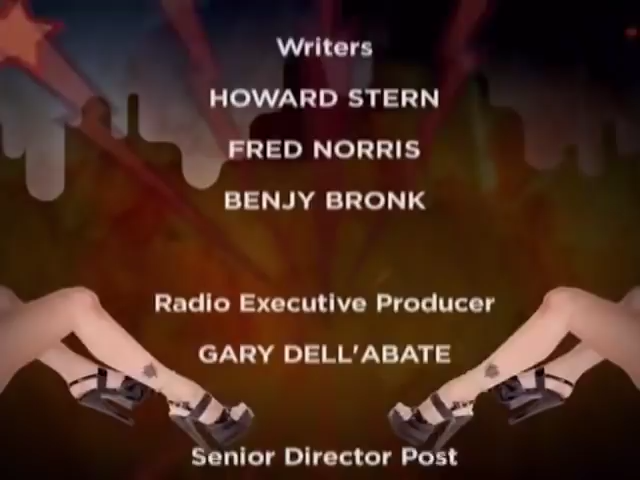 Writers
HOWARD STERN
FRED NORRIS
BENJY BRONK
Radio Executive Producer
GARY DELL'ABATE
Senior Director Post